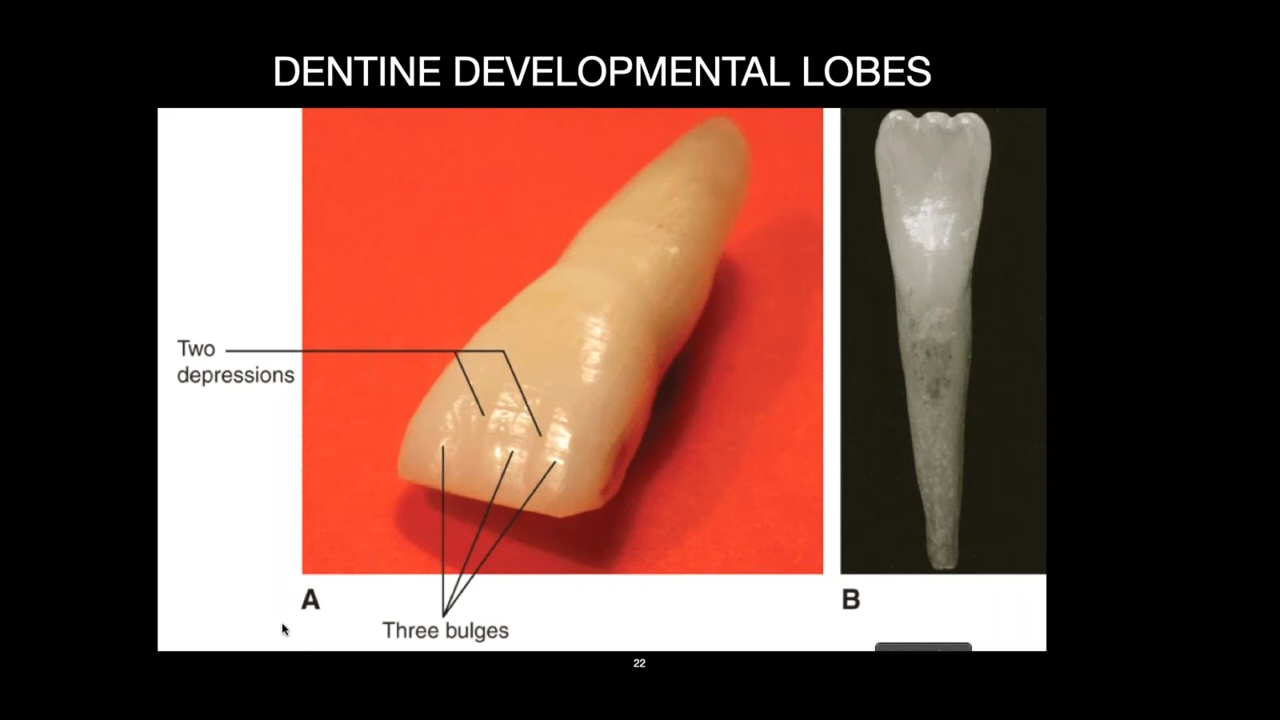 DENTINE DEVELOPMENTAL LOBES
Two
depressions
A
B
Three bulges
22